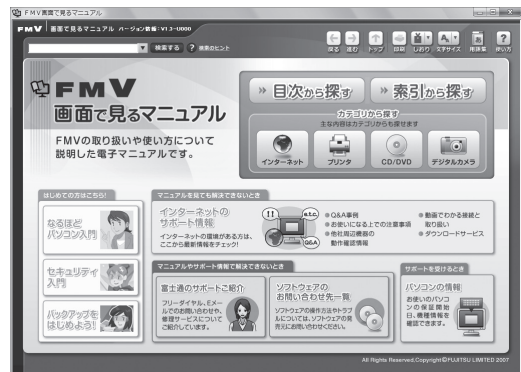 FMV画面で見るマニュアル
FMV 画面で見るマニュアル バージョン情報：V1.3-U000
検索する ? 検索のヒント
戻る 進む トップ 印刷 しおり 文字サイズ 用語集 使い方
FMV
画面で見るマニュアル
FMVの取り扱いや使い方について
説明した電子マニュアルです。
目次から探す
索引から探す
カテゴリから探す
主な内容はカテゴリからも探せます
インターネット プリンタ CD/DVD デジタルカメラ
はじめての方はこちら!
なるほど
パソコン入門
セキュリティ
入門
バックアップを
はじめよう!
マニュアルを見ても解決できないとき
インターネットの
サポート情報
インターネットの環境がある方は、
ここから最新情報をチェック!
!! e.t.c. Q&A
●Q&A事例
●お使いになる上での注意事項
●他社周辺機器の
動作確認情報
●動画でわかる接続と
取り扱い
●ダウンロードサービス
マニュアルやサポート情報で解決できないとき
富士通のサポートご紹介
フリーダイヤル、Eメー
ルでのお問い合わせや、
修理サービスについて
ご紹介しています。
ソフトウェアの
お問い合わせ先一覧
ソフトウェアの操作方法やトラブ
ルについては、ソフトウェアの発
売元にお問い合わせください。
サポートを受けるとき
パソコンの情報
お使いのパソコ
ンの保証開始
日、機種情報を
確認できます。
All Rights Reserved.Copyright©FUJITSU LIMITED 2007